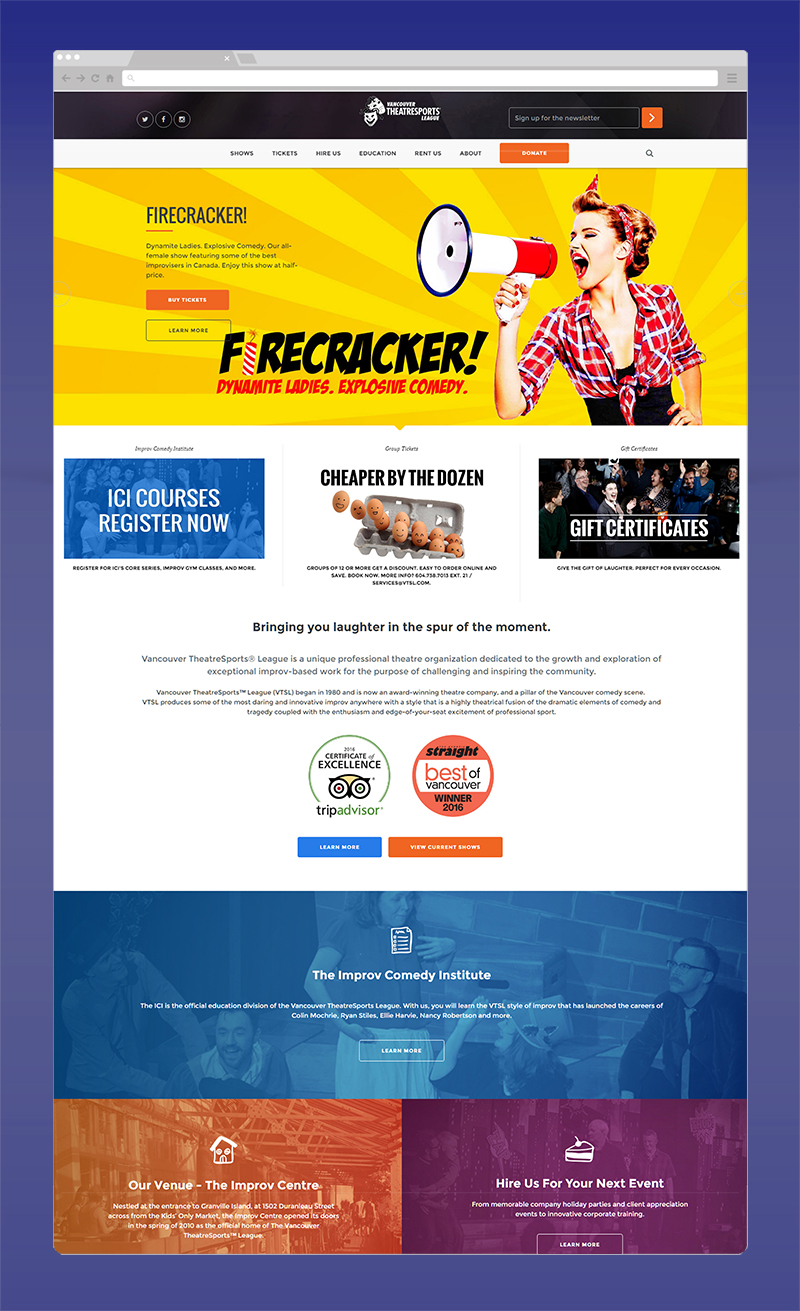 VANCOUVER
THEATRESPORTS
LEAGUE
Sign up for the newsletter
SHOWS TICKETS HIRE US EDUCATION RENT US ABOUT DONATE
FIRECRACKER!
Dynamite Ladies. Explosive Comedy. Our all-
female show featuring some of the best
improvisers in Canada. Enjoy this show at half-
price.
BUY TICKETS
LEARN MORE
FIRECRACKER!
DYNAMITE LADIES. EXPLOSIVE COMEDY.
Improv Comedy Institute
ICI COURSES
REGISTER NOW
REGISTER FOR ICI'S CORE SERIES, IMPROV GYM CLASSES, AND MORE.
Group Tickets
CHEAPER BY THE DOZEN
GROUPS OF 12 OR MORE GET A DISCOUNT. EASY TO ORDER ONLINE AND
SAVE. BOOK NOW. MORE INFO? 604.738.7013 EXT. 21 /
SERVICES@VTSL.COM.
Gift Certificates
GIFT CERTIFICATES
GIVE THE GIFT OF LAUGHTER. PERFECT FOR EVERY OCCASION.
Bringing you laughter in the spur of the moment.
Vancouver TheatreSports® League is a unique professional theatre organization dedicated to the growth and exploration of
exceptional improv-based work for the purpose of challenging and inspiring the community.
Vancouver TheatreSports™ League (VTSL) began in 1980 and is now an award-winning theatre company, and a pillar of the Vancouver comedy scene.
VTSL produces some of the most daring and innovative improv anywhere with a style that is a highly theatrical fusion of the dramatic elements of comedy and
tragedy coupled with the enthusiasm and edge-of-your-seat excitement of professional sport.
2016
CERTIFICATE of
EXCELLENCE
tripadvisor®
straight
best of
vancouver
WINNER
2016
LEARN MORE
VIEW CURRENT SHOWS
The Improv Comedy Institute
The ICI is the official education division of the Vancouver TheatreSports League. With us, you will learn the VTSL style of improv that has launched the careers of
Colin Mochrie, Ryan Stiles, Ellie Harvie, Nancy Robertson and more.
LEARN MORE
Our Venue - The Improv Centre
Nestled at the entrance to Granville Island, at 1502 Duranleau Street
across from the Kids' Only Market, the Improv Centre opened its doors
in the spring of 2010 as the official home of The Vancouver
TheatreSports™ League.
Hire Us For Your Next Event
From memorable company holiday parties and client appreciation
events to innovative corporate training.
LEARN MORE